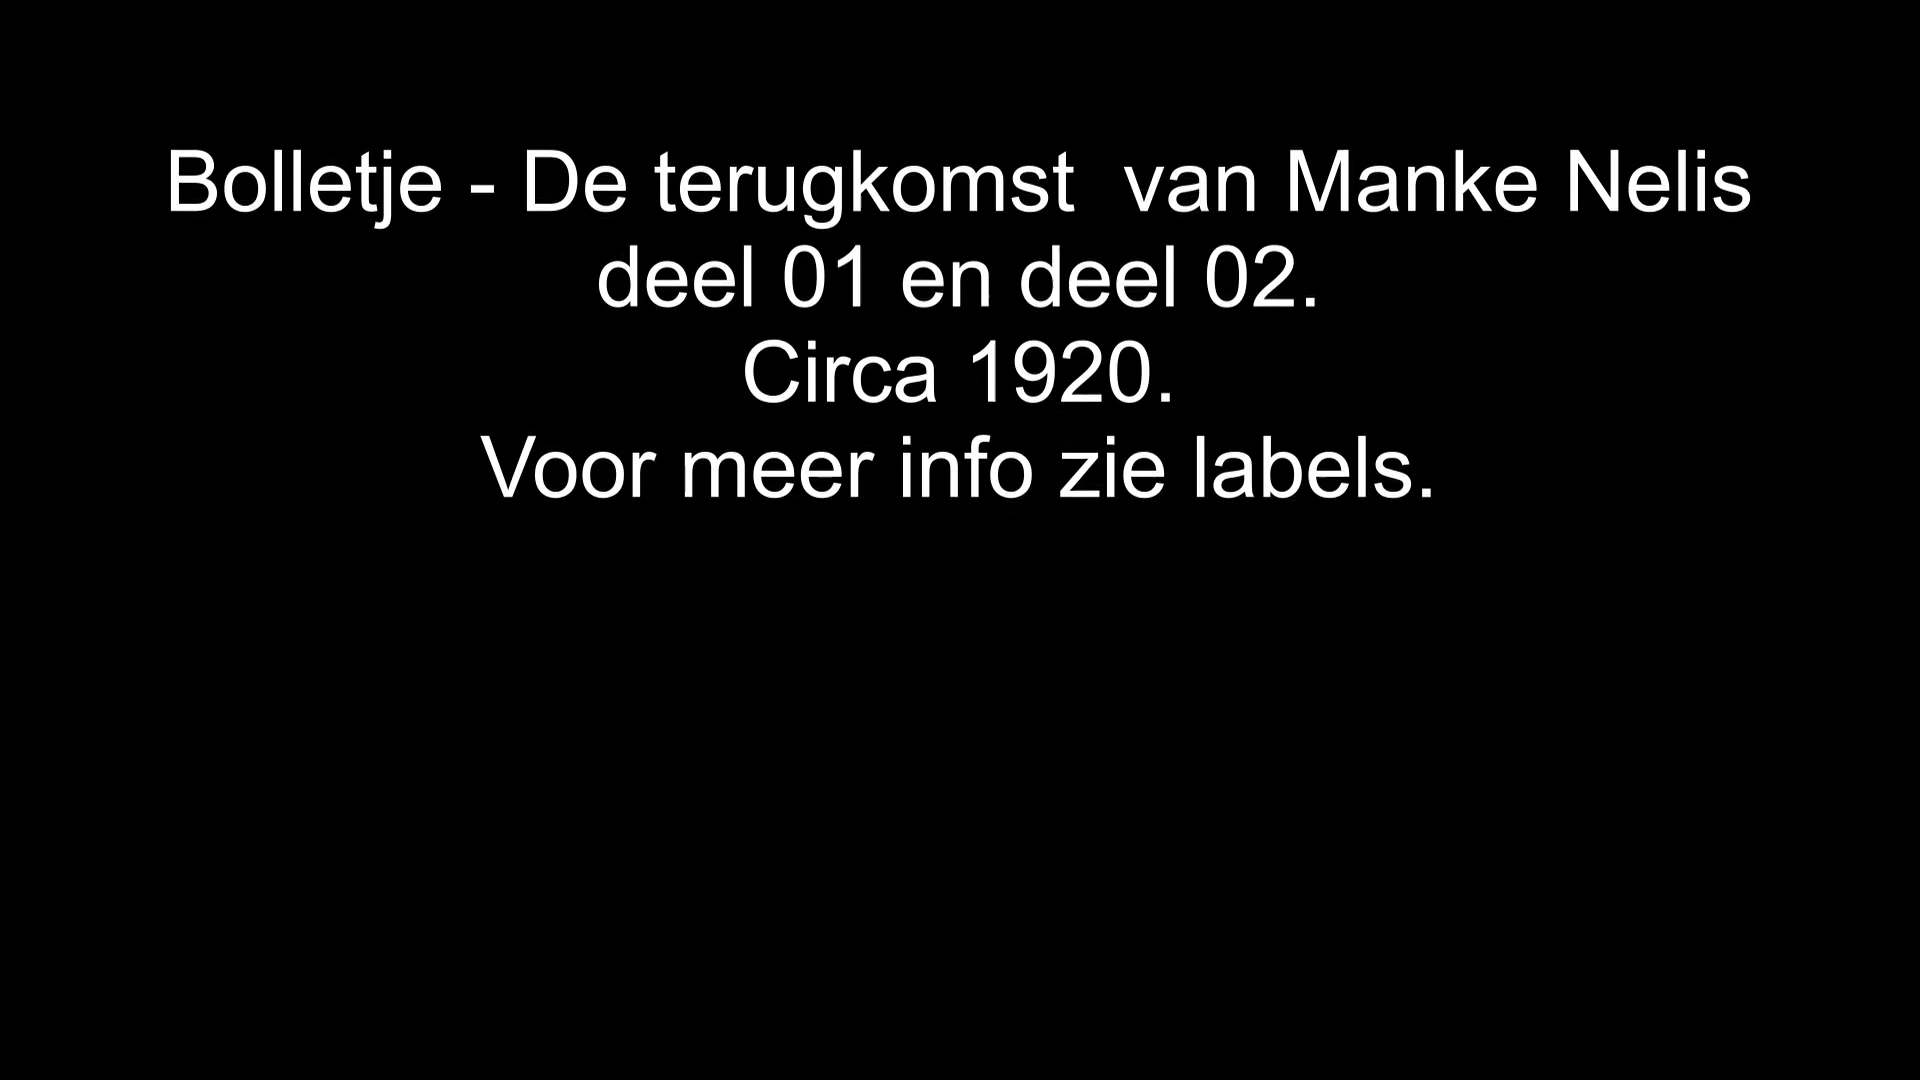 Bolletje - De terugkomst  van Manke Nelis
deel 01 en deel 02.
Circa 1920.
Voor meer info zie labels.